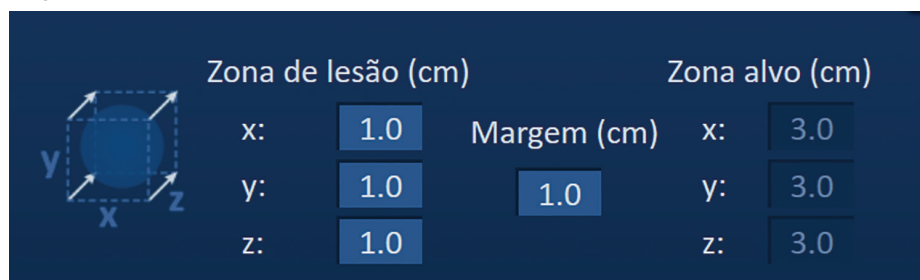 Zona de lesão (cm) Zona alvo (cm)
x: 1.0 Margem (cm) x: 3.0
y y: 1.0 1.0 y: 3.0
x z z: 1.0 z: 3.0